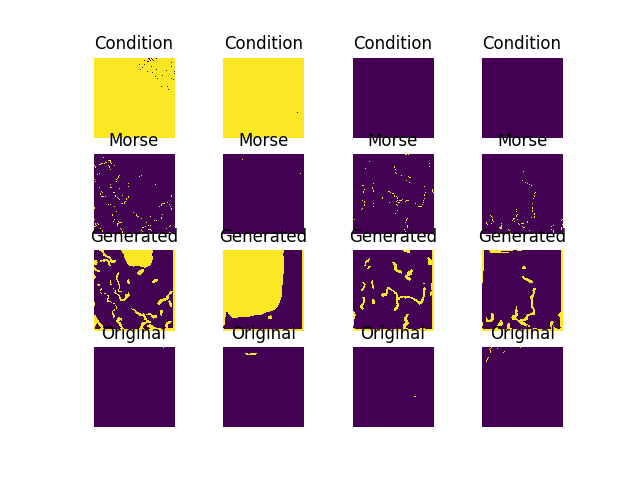 Condition Condition Condition Condition
Morse Morse Morse Morse
Generated Generated Generated Generated
Original Original Original Original